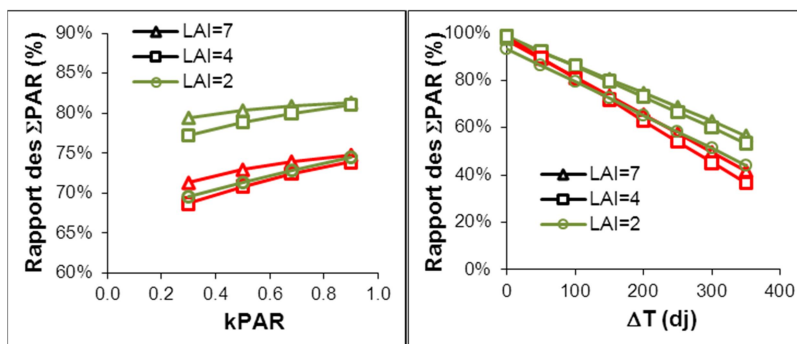 Rapport des ΣPAR (%)
90%
85%
80%
75%
70%
65%
60%
LAI=7
LAI=4
LAI=2
0.0
0.2
0.4
0.6
0.8
1.0
kPAR
Rapport des ΣPAR (%)
100%
80%
60%
40%
20%
0%
LAI=7
LAI=4
LAI=2
0
100
200
300
400
ΔT (dj)